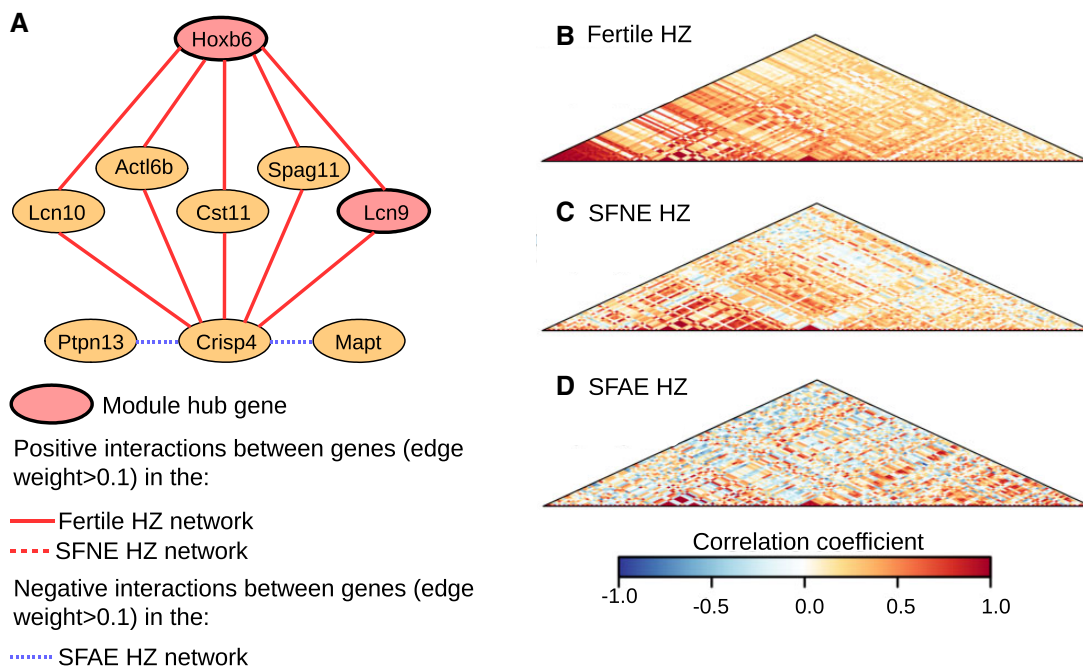 A
Hoxb6
Actl6b
Spag11
Lcn10
Cst11
Lcn9
Ptpn13
Crisp4
Mapt
Module hub gene
Positive interactions between genes (edge
weight>0.1) in the:
Fertile HZ network
SFNE HZ network
Negative interactions between genes (edge
weight>0.1) in the:
SFAE HZ network
B Fertile HZ
C SFNE HZ
D SFAE HZ
Correlation coefficient
-1.0 -0.5 0.0 0.5 1.0